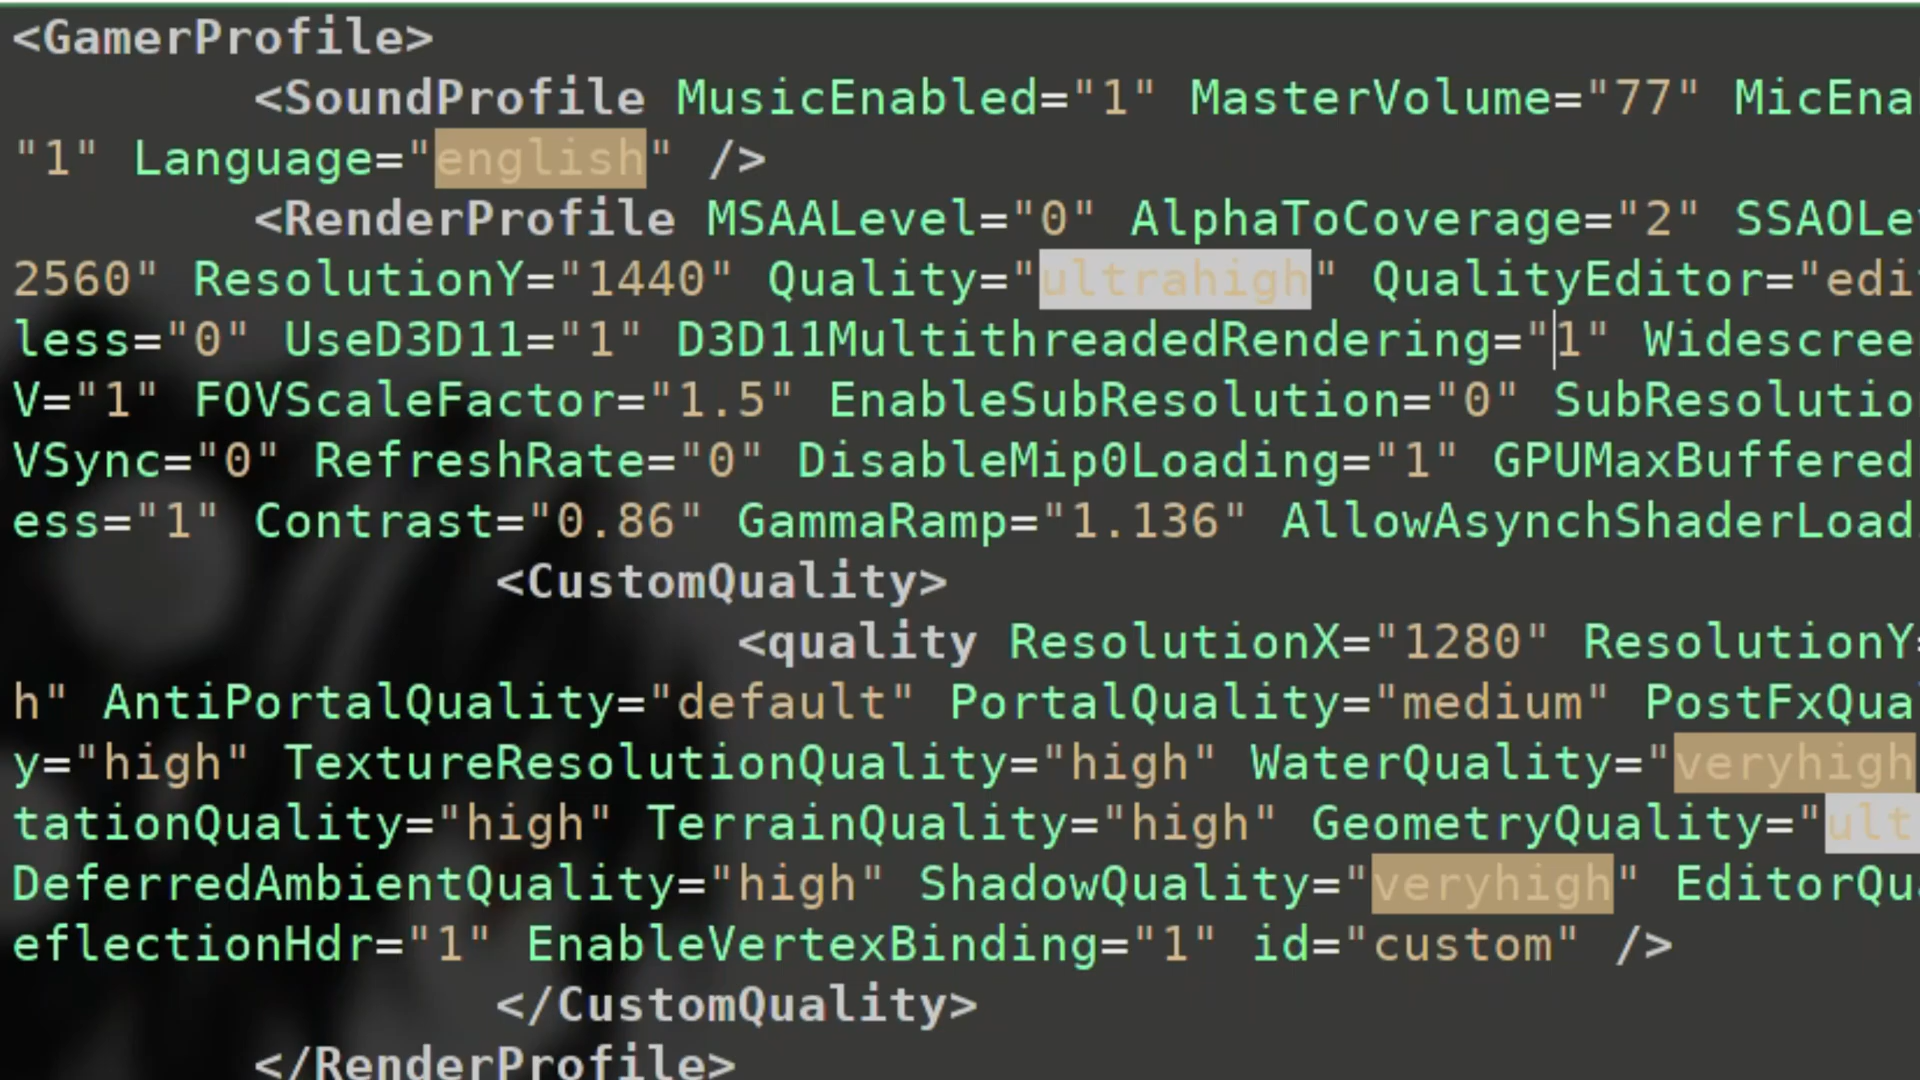 <GamerProfile>
<SoundProfile MusicEnabled="1" MasterVolume="77" MicEna
"1" Language="english" />
<RenderProfile MSAALevel="0" AlphaToCoverage="2" SSAOLe
2560" ResolutionY="1440" Quality="ultrahigh" QualityEditor="edi
less="0" UseD3D11="1" D3D11MultithreadedRendering="1" Widescree
V="1" FOVScaleFactor="1.5" EnableSubResolution="0" SubResolutio
VSync="0" RefreshRate="0" DisableMip0Loading="1" GPUMaxBuffered
ess="1" Contrast="0.86" GammaRamp="1.136" AllowAsynchShaderLoad
<CustomQuality>
<quality ResolutionX="1280" ResolutionY=
h" AntiPortalQuality="default" PortalQuality="medium" PostFxQua
y="high" TextureResolutionQuality="high" WaterQuality="veryhigh
tationQuality="high" TerrainQuality="high" GeometryQuality="ult
DeferredAmbientQuality="high" ShadowQuality="veryhigh" EditorQu
eflectionHdr="1" EnableVertexBinding="1" id="custom" />
</CustomQuality>
</RenderProfile>